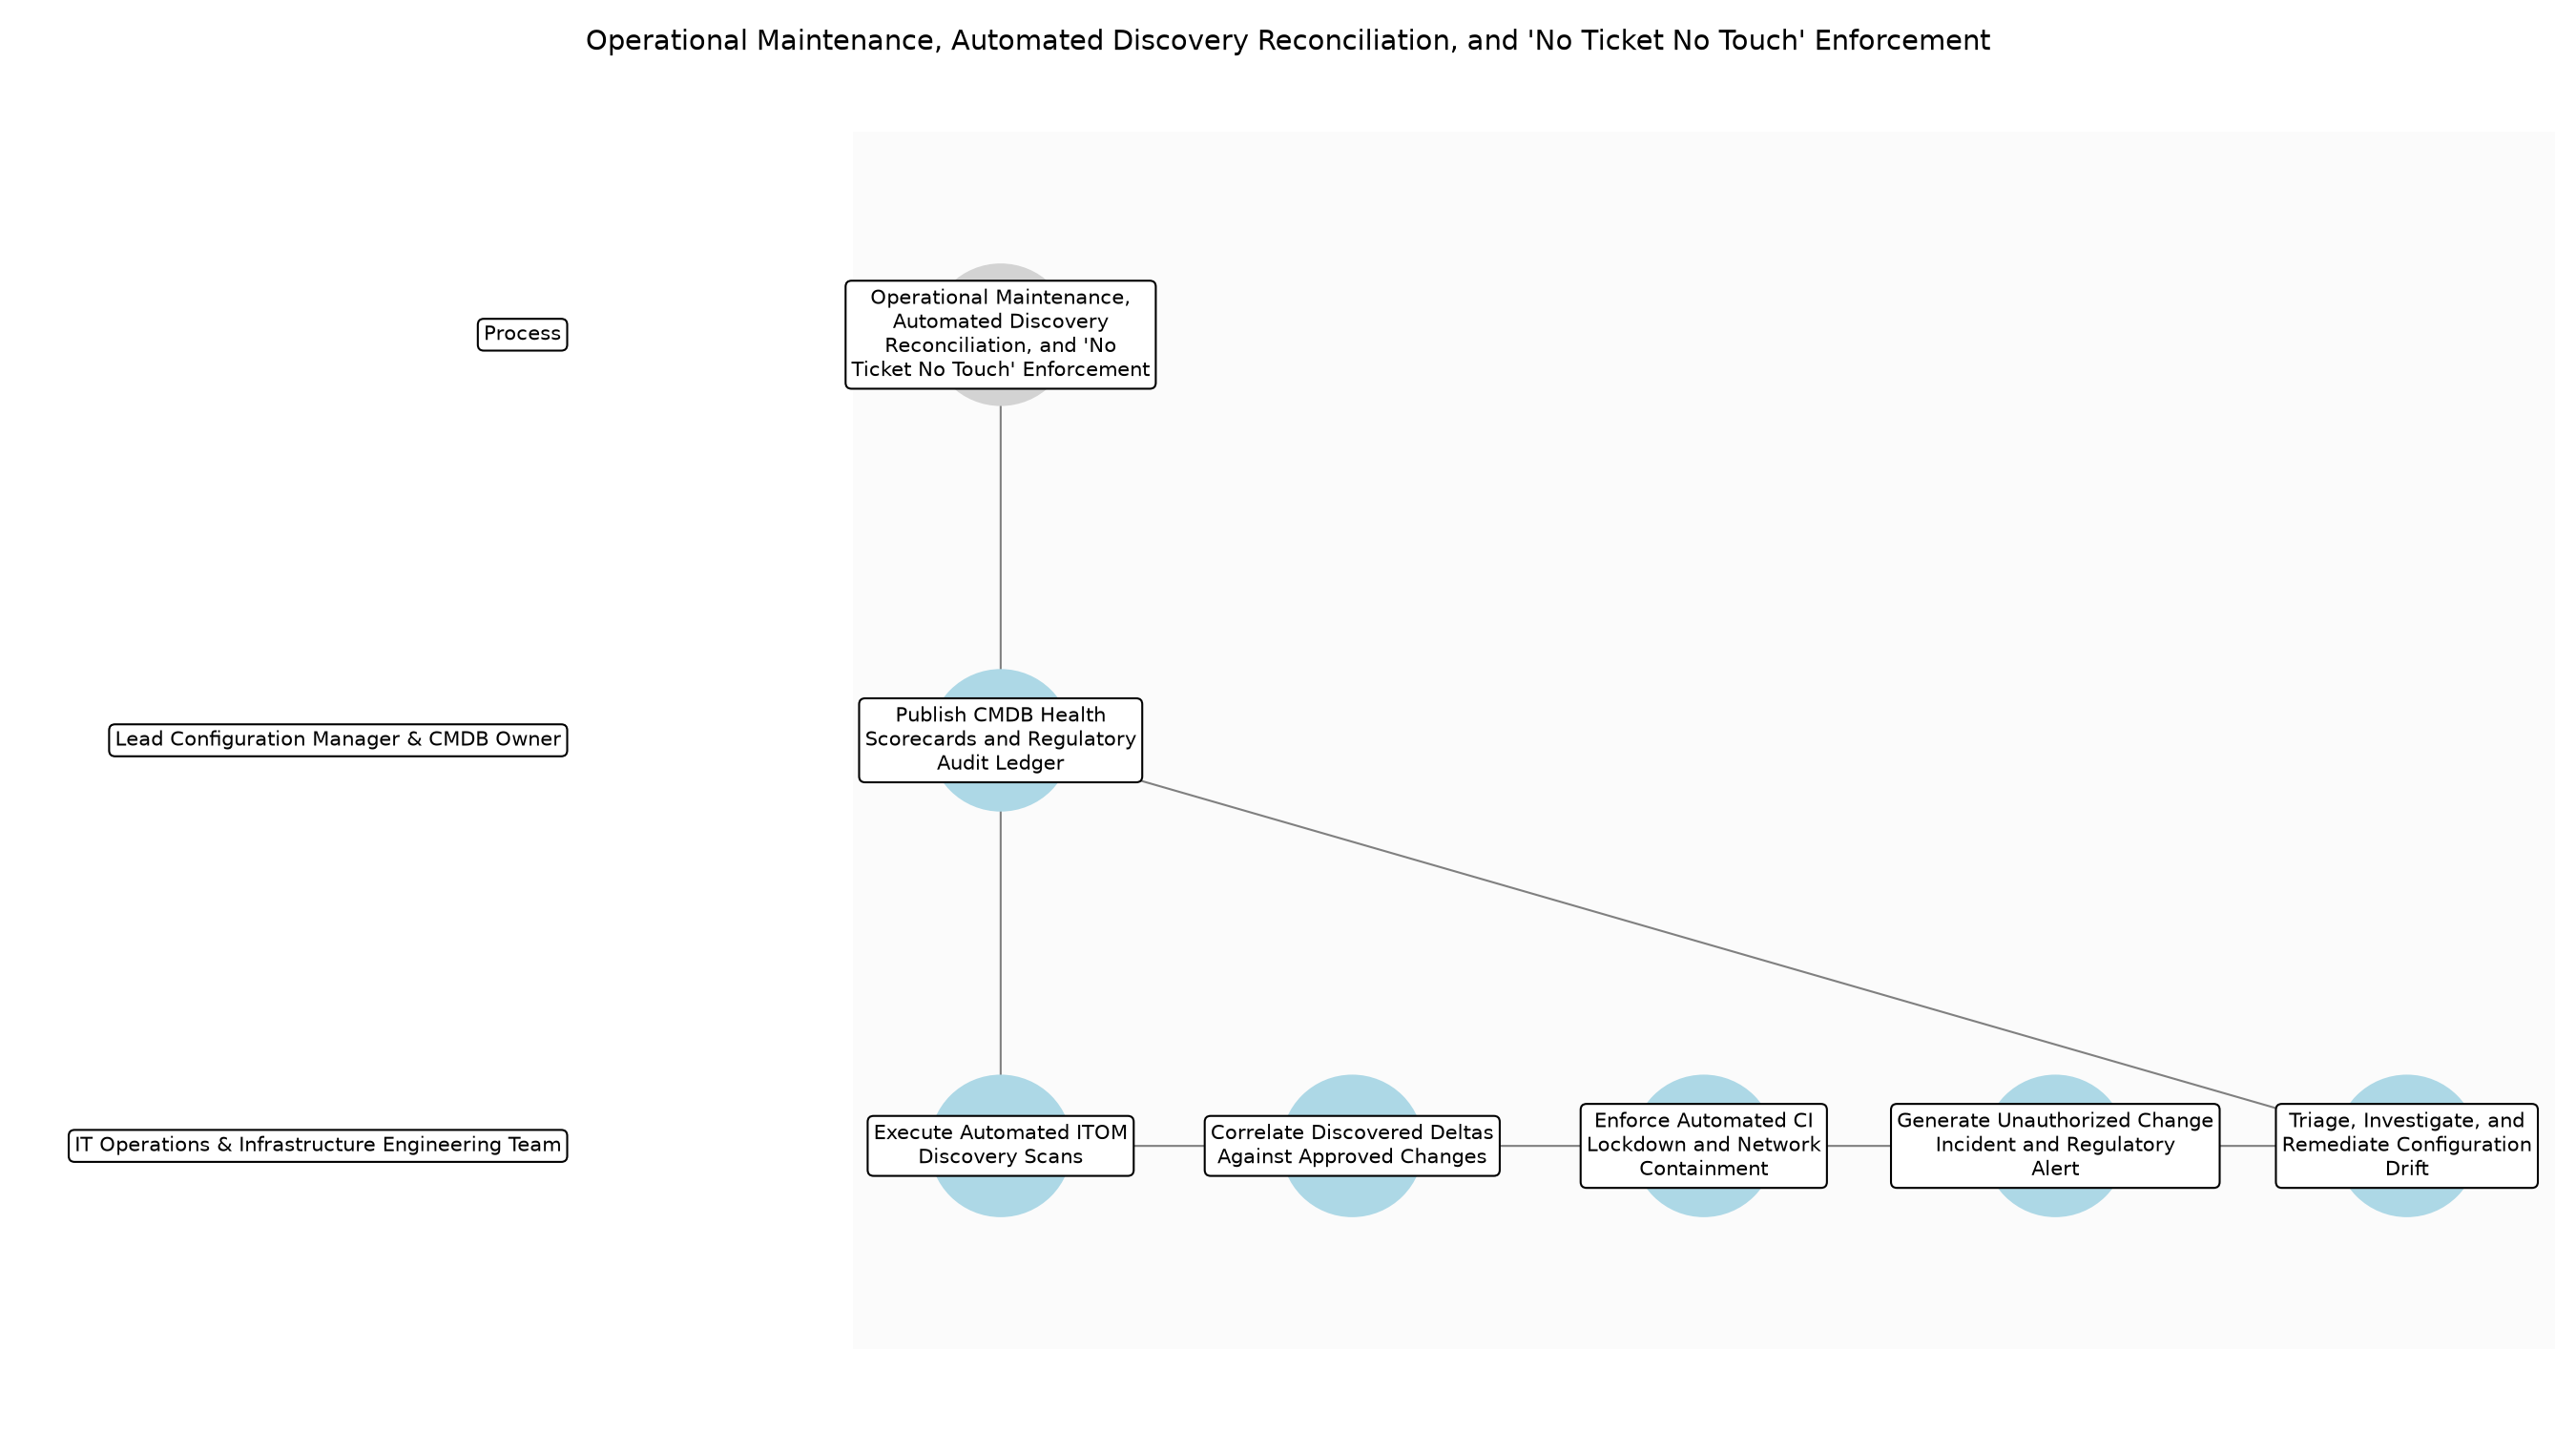 Operational Maintenance, Automated Discovery Reconciliation, and 'No Ticket No Touch' Enforcement
Process
Operational Maintenance,
Automated Discovery
Reconciliation, and 'No
Ticket No Touch' Enforcement
Lead Configuration Manager & CMDB Owner
Publish CMDB Health
Scorecards and Regulatory
Audit Ledger
IT Operations & Infrastructure Engineering Team
Execute Automated ITOM
Discovery Scans
Correlate Discovered Deltas
Against Approved Changes
Enforce Automated CI
Lockdown and Network
Containment
Generate Unauthorized Change
Incident and Regulatory
Alert
Triage, Investigate, and
Remediate Configuration
Drift